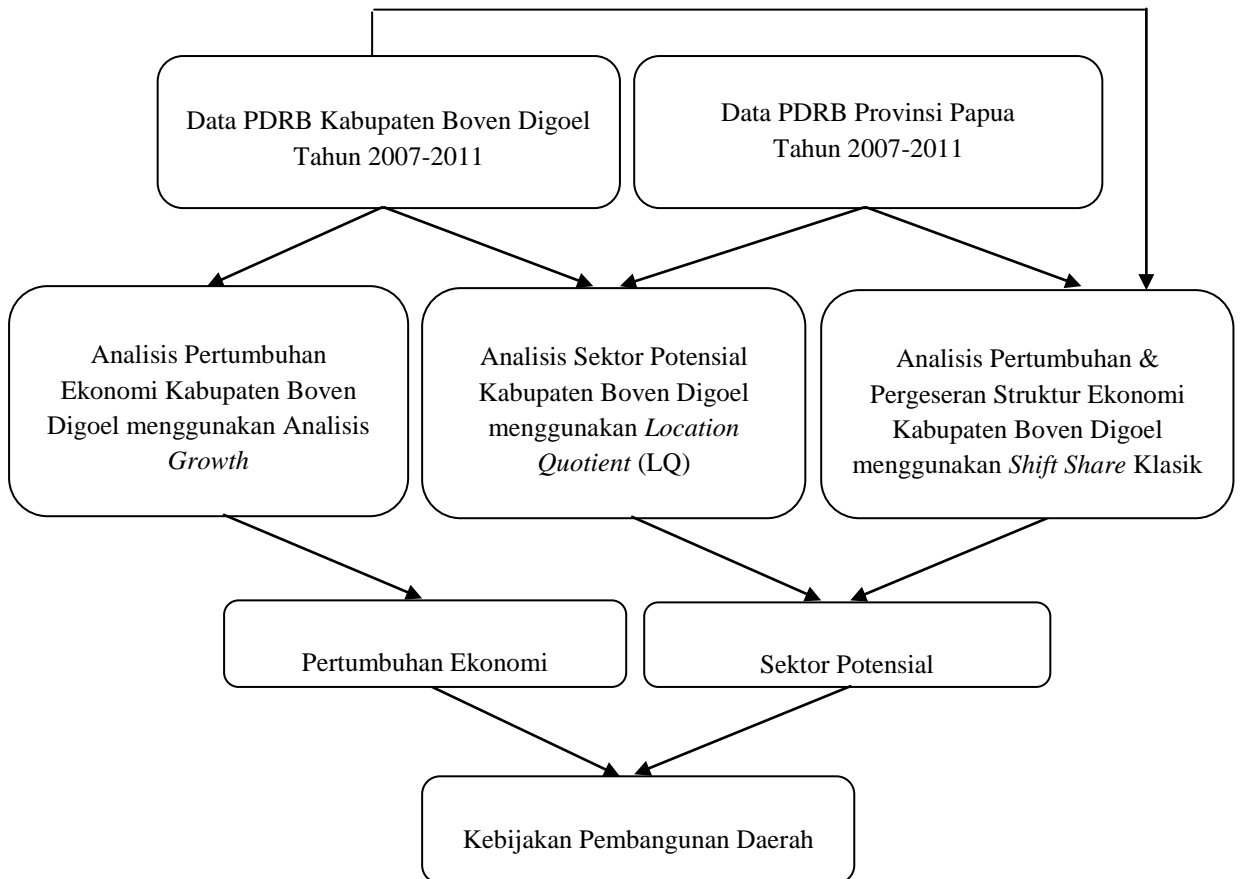 Data PDRB Kabupaten Boven Digoel
Tahun 2007-2011
Data PDRB Provinsi Papua
Tahun 2007-2011
Analisis Pertumbuhan
Ekonomi Kabupaten Boven
Digoel menggunakan Analisis
Growth
Analisis Sektor Potensial
Kabupaten Boven Digoel
menggunakan Location
Quotient (LQ)
Analisis Pertumbuhan &
Pergeseran Struktur Ekonomi
Kabupaten Boven Digoel
menggunakan Shift Share Klasik
Pertumbuhan Ekonomi
Sektor Potensial
Kebijakan Pembangunan Daerah